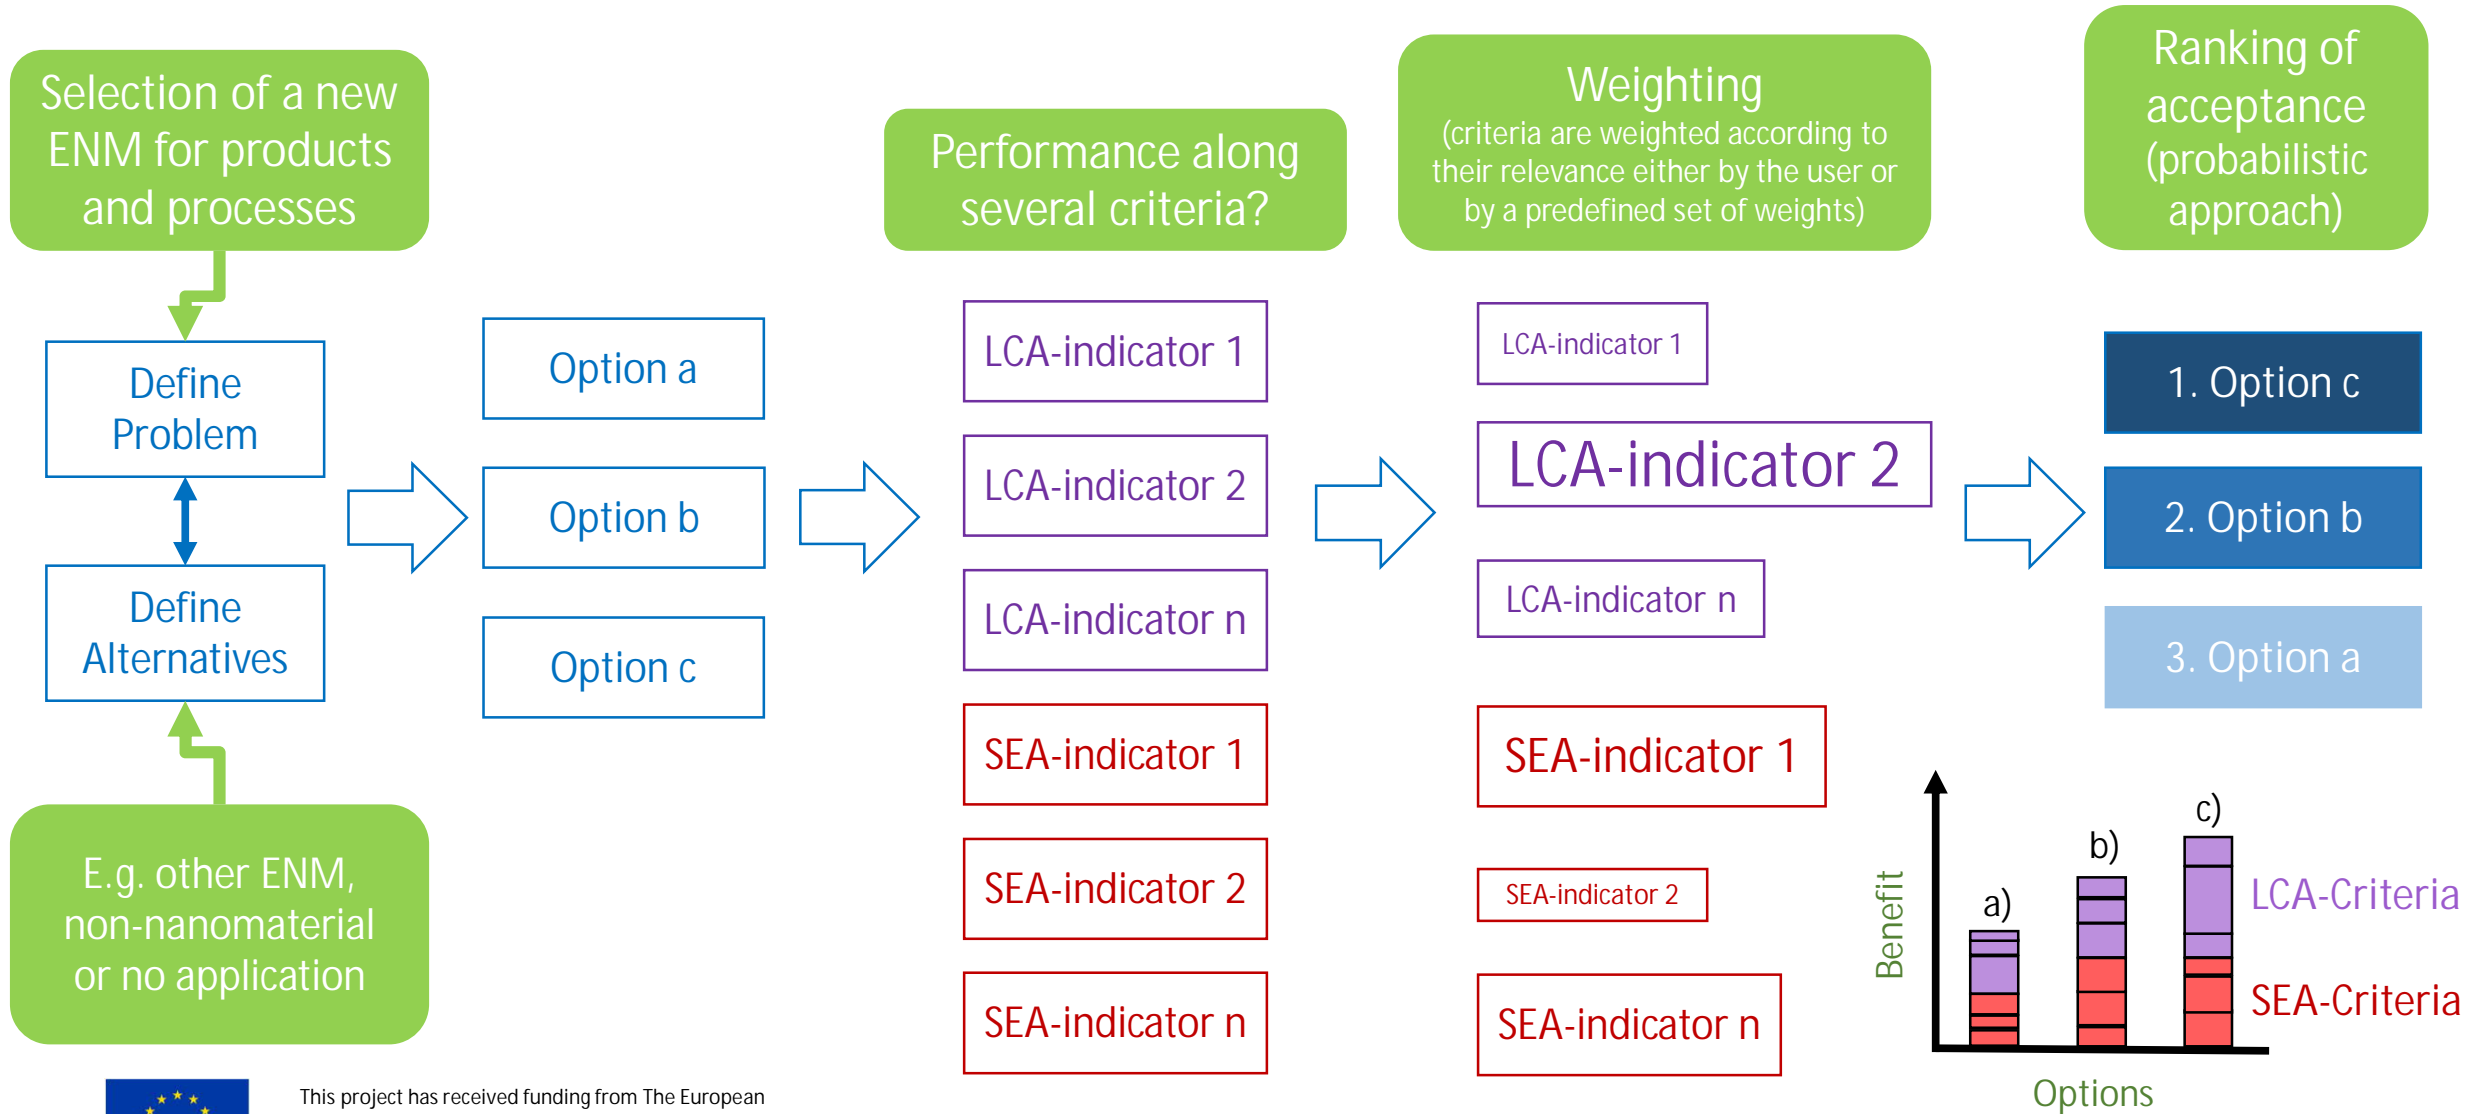 Selection of a new
ENM for products
and processes
Define
Problem
Define
Alternatives
E.g. other ENM,
non-nanomaterial
or no application
Option a
Option b
Option c
Performance along
several criteria?
LCA-indicator 1
LCA-indicator 2
LCA-indicator n
SEA-indicator 1
SEA-indicator 2
SEA-indicator n
Weighting
(criteria are weighted according to
their relevance either by the user or
by a predefined set of weights)
LCA-indicator 1
LCA-indicator 2
LCA-indicator n
SEA-indicator 1
SEA-indicator 2
SEA-indicator n
Ranking of
acceptance
(probabilistic
approach)
1. Option c
2. Option b
3. Option a
Benefit
a)
b)
c)
LCA-Criteria
SEA-Criteria
Options
This project has received funding from The European